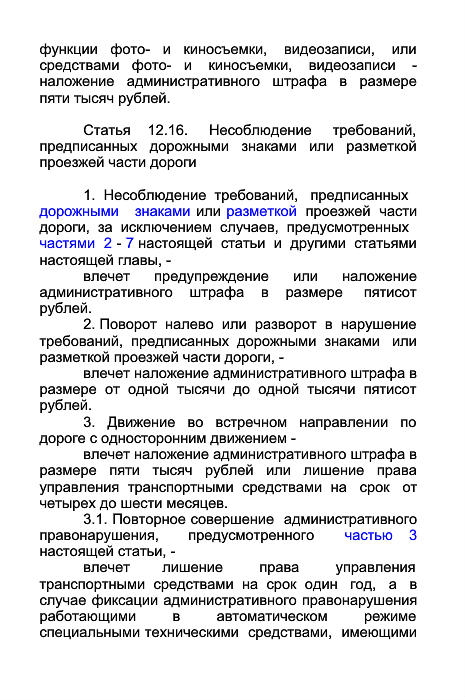 функции фото- и киносъемки, видеозаписи, или
средствами фото- и киносъемки, видеозаписи -
наложение административного штрафа в размере
пяти тысяч рублей.
Статья 12.16. Несоблюдение требований,
предписанных дорожными знаками или разметкой
проезжей части дороги
1. Несоблюдение требований, предписанных
дорожными знаками или разметкой проезжей части
дороги, за исключением случаев, предусмотренных
частями 2 - 7 настоящей статьи и другими статьями
настоящей главы, -
влечет предупреждение или наложение
административного штрафа в размере пятисот
рублей.
2. Поворот налево или разворот в нарушение
требований, предписанных дорожными знаками или
разметкой проезжей части дороги, -
влечет наложение административного штрафа в
размере от одной тысячи до одной тысячи пятисот
рублей.
3. Движение во встречном направлении по
дороге с односторонним движением -
влечет наложение административного штрафа в
размере пяти тысяч рублей или лишение права
управления транспортными средствами на срок от
четырех до шести месяцев.
3.1. Повторное совершение административного
правонарушения, предусмотренного частью 3
настоящей статьи, -
влечет лишение права управления
транспортными средствами на срок один год, а в
случае фиксации административного правонарушения
работающими в автоматическом режиме
специальными техническими средствами, имеющими